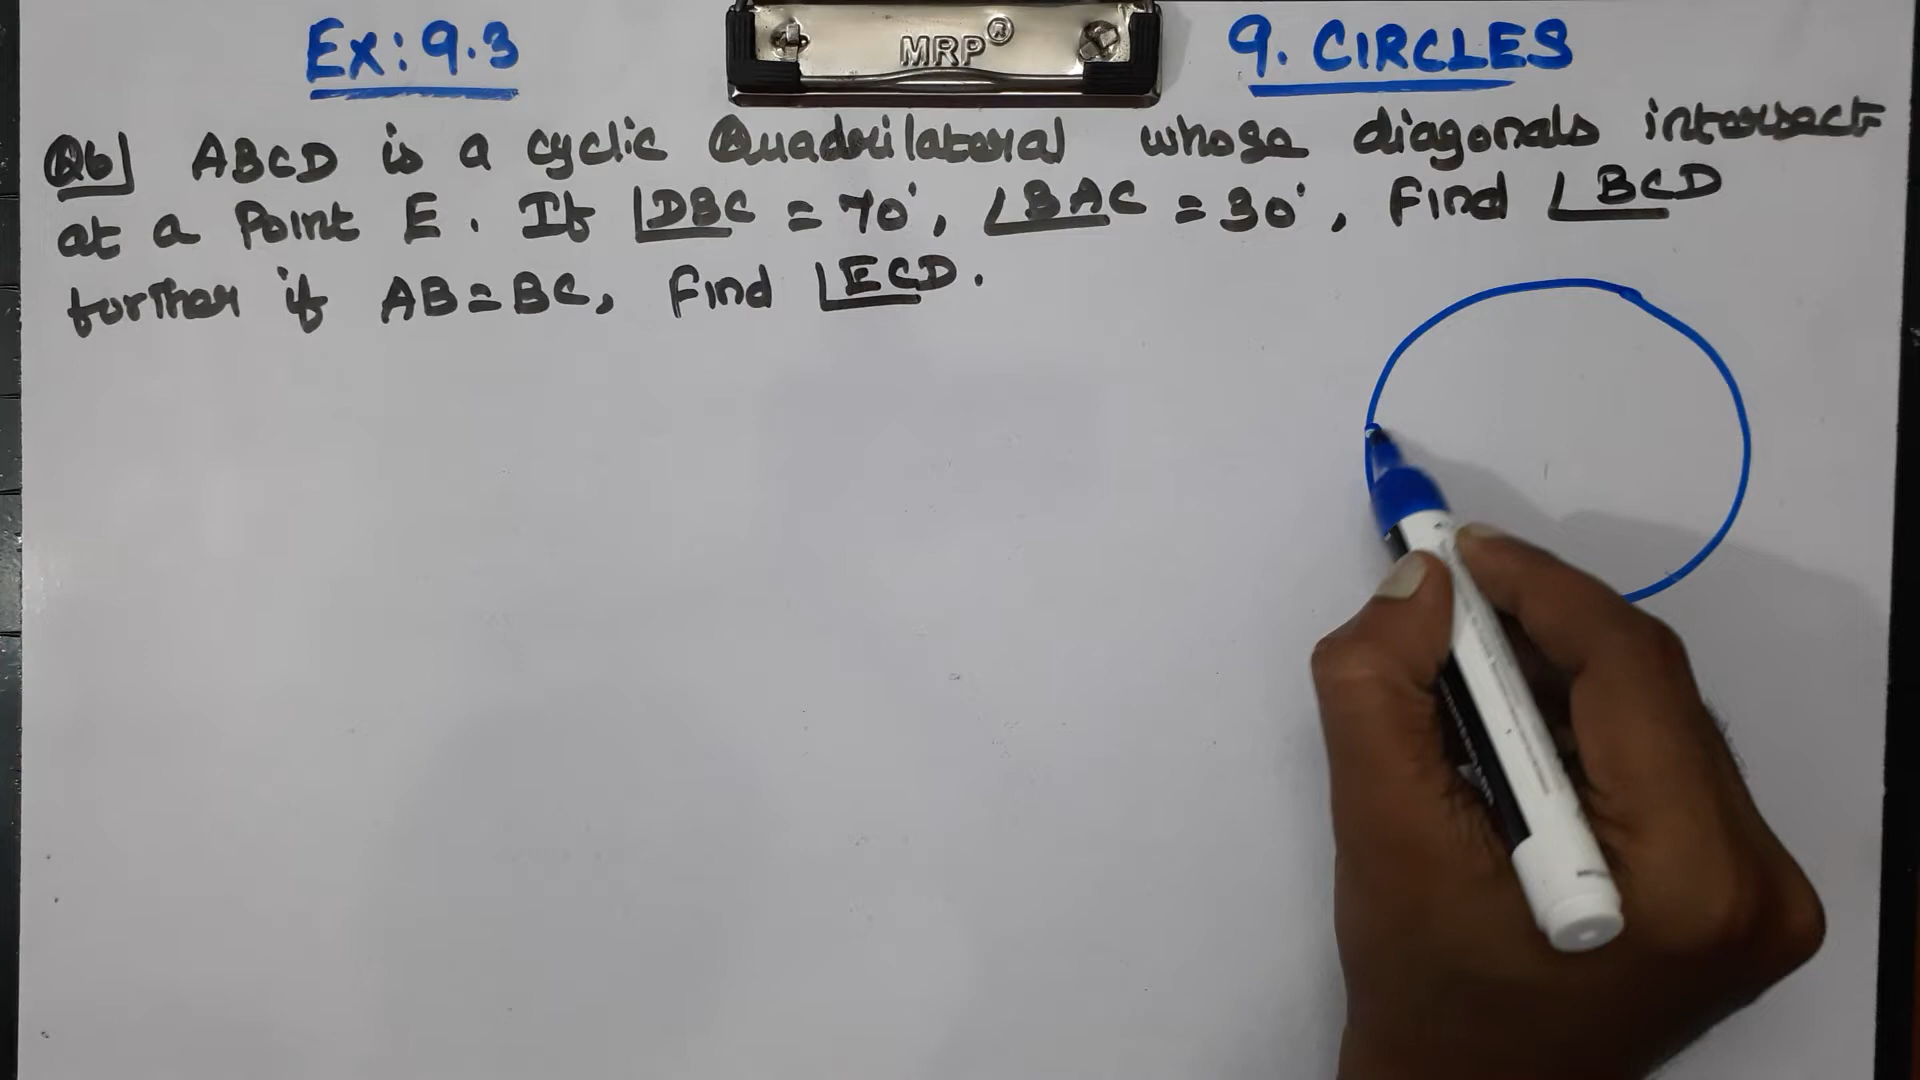 Ex: 9.3
MRP®
9. CIRCLES
Q6] ABCD is a cyclic Quadrilateral whose diagonals intersect
at a Point E. If ∠DBC = 70°, ∠BAC = 30°, Find ∠BCD
further if AB=BC, Find ∠ECD.